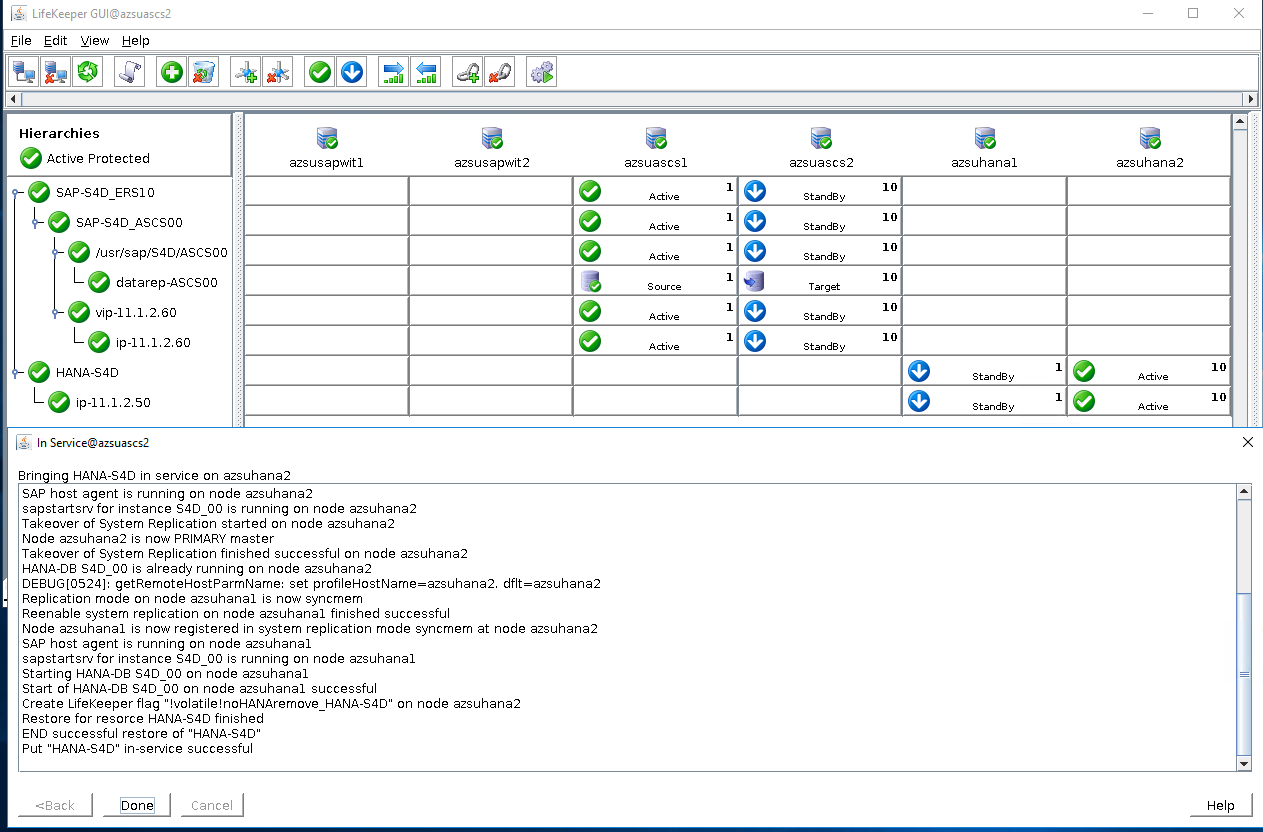 LifeKeeper GUI@azsuascs2
File Edit View Help
Hierarchies
Active Protected
azsusapwit1 azsusapwit2 azsuascs1 azsuascs2 azsuhana1 azsuhana2
SAP-S4D_ERS10 Active 1 StandBy 10
SAP-S4D_ASCS00 Active 1 StandBy 10
/usr/sap/S4D/ASCS00 Active 1 StandBy 10
datarep-ASCS00 Source 1 Target 10
vip-11.1.2.60 Active 1 StandBy 10
ip-11.1.2.60 Active 1 StandBy 10
HANA-S4D StandBy 1 Active 10
ip-11.1.2.50 StandBy 1 Active 10
In Service@azsuascs2
Bringing HANA-S4D in service on azsuhana2
SAP host agent is running on node azsuhana2
sapstartsrv for instance S4D_00 is running on node azsuhana2
Takeover of System Replication started on node azsuhana2
Node azsuhana2 is now PRIMARY master
Takeover of System Replication finished successful on node azsuhana2
HANA-DB S4D_00 is already running on node azsuhana2
DEBUG[0524]: getRemoteHostParmName: set profileHostName=azsuhana2. dflt=azsuhana2
Replication mode on node azsuhana1 is now syncmem
Reenable system replication on node azsuhana1 finished successful
Node azsuhana1 is now registered in system replication mode syncmem at node azsuhana2
SAP host agent is running on node azsuhana1
sapstartsrv for instance S4D_00 is running on node azsuhana1
Starting HANA-DB S4D_00 on node azsuhana1
Start of HANA-DB S4D_00 on node azsuhana1 successful
Create LifeKeeper flag "!volatile!noHANAremove_HANA-S4D" on node azsuhana2
Restore for resorce HANA-S4D finished
END successful restore of "HANA-S4D"
Put "HANA-S4D" in-service successful
<Back Done Cancel Help